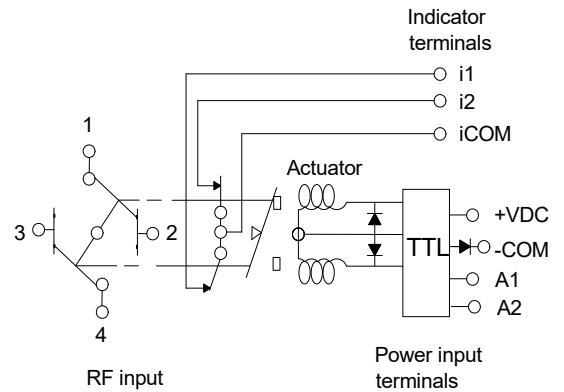 Indicator
terminals
i1
i2
iCOM
1
Actuator
3
2
+VDC
TTL
-COM
A1
A2
4
RF input
Power input
terminals